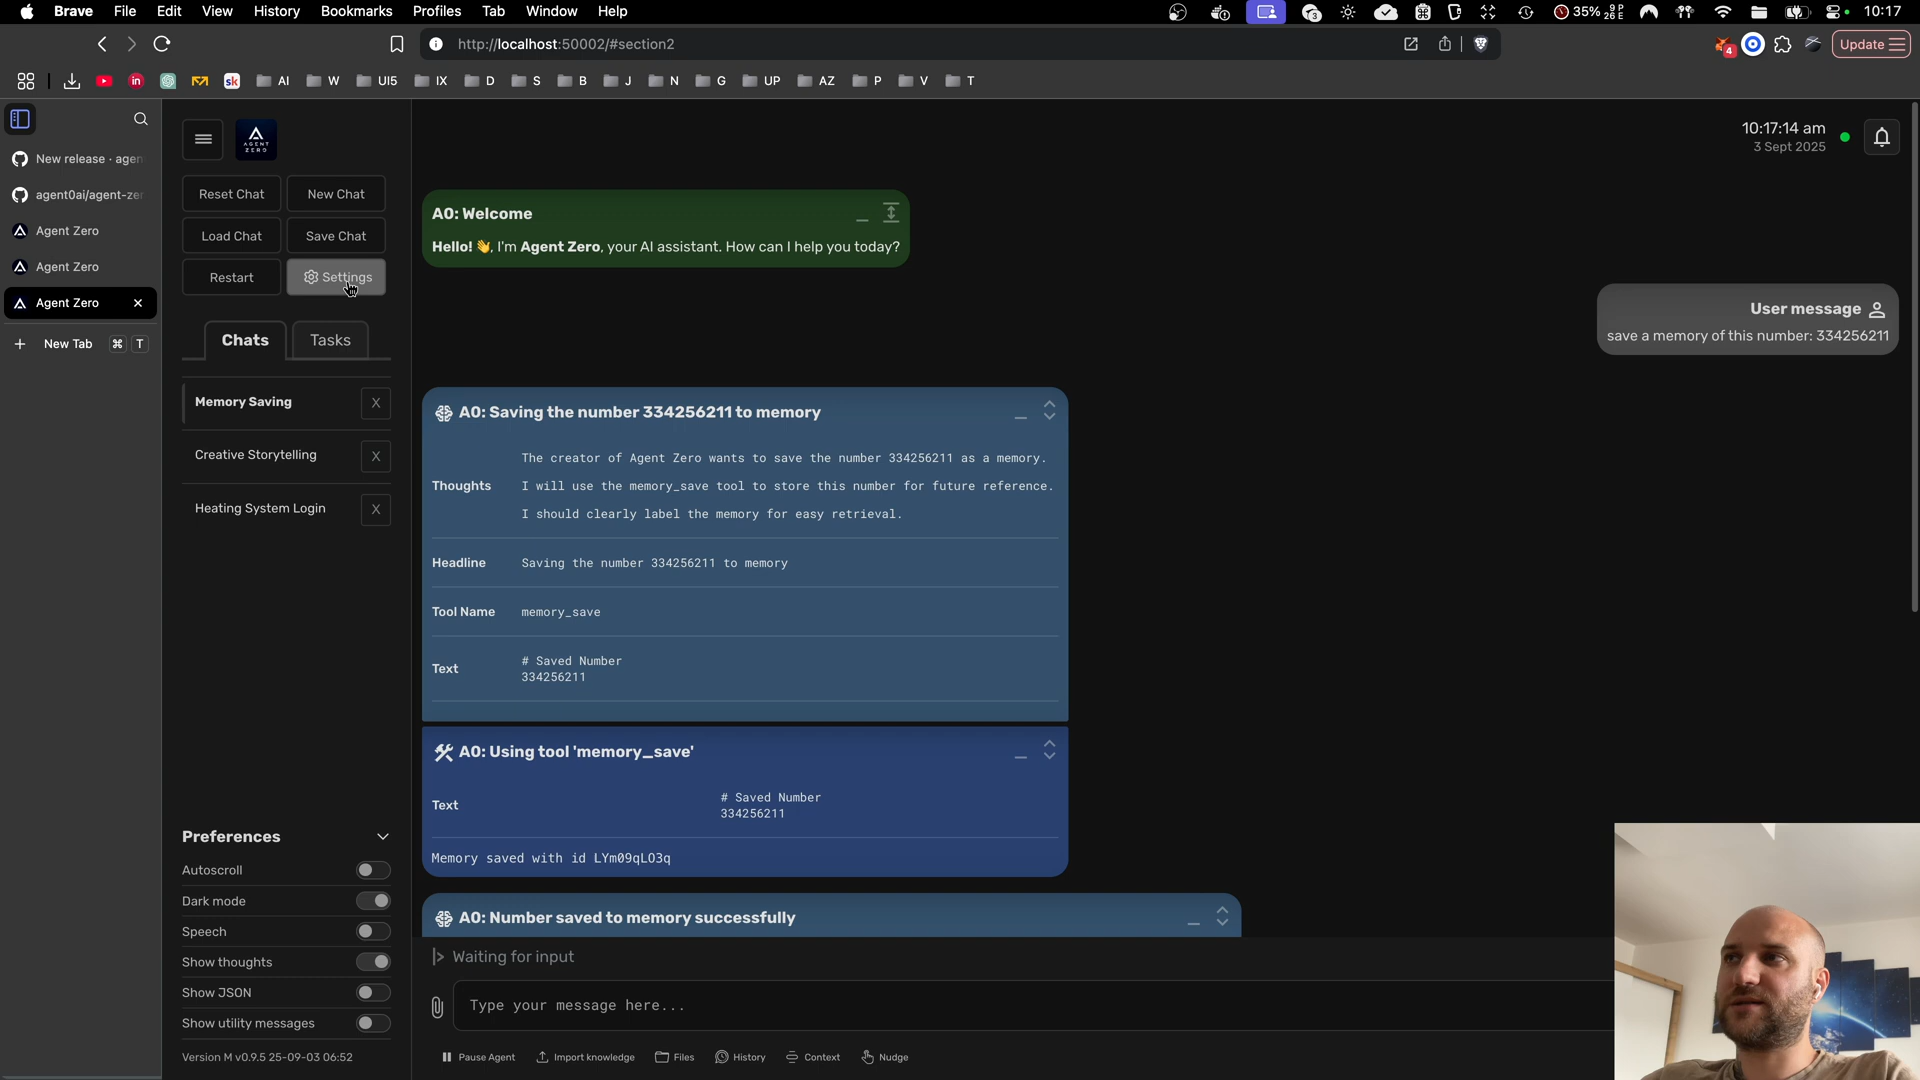 Brave File Edit View History Bookmarks Profiles Tab Window Help 3 35% 9 P 26 E 10:17
http://localhost:50002/#section2 4 Update
sk AI W UI5 IX D S B J N G UP AZ P V T
New release · agen
agent0ai/agent-zer
Agent Zero
Agent Zero
Agent Zero
New Tab ⌘ T
AGENT ZERO
Reset Chat New Chat
Load Chat Save Chat
Restart Settings
Chats Tasks
Memory Saving X
Creative Storytelling X
Heating System Login X
Preferences
Autoscroll
Dark mode
Speech
Show thoughts
Show JSON
Show utility messages
Version M v0.9.5 25-09-03 06:52
10:17:14 am
3 Sept 2025
A0: Welcome
Hello! 👋, I'm Agent Zero, your AI assistant. How can I help you today?
User message
save a memory of this number: 334256211
A0: Saving the number 334256211 to memory
Thoughts
The creator of Agent Zero wants to save the number 334256211 as a memory.
I will use the memory_save tool to store this number for future reference.
I should clearly label the memory for easy retrieval.
Headline Saving the number 334256211 to memory
Tool Name memory_save
Text # Saved Number
334256211
A0: Using tool 'memory_save'
Text # Saved Number
334256211
Memory saved with id LYm09qLO3q
A0: Number saved to memory successfully
Waiting for input
Type your message here...
Pause Agent Import knowledge Files History Context Nudge